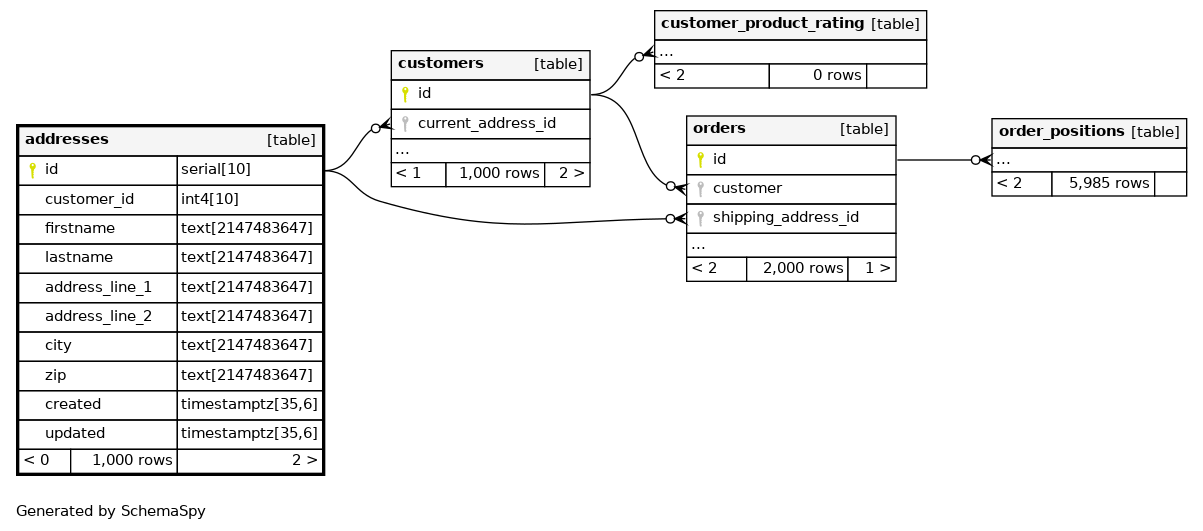 customer_product_rating [table]
...
< 2 0 rows
customers [table]
id
current_address_id
...
< 1 1,000 rows 2 >
orders [table]
id
customer
shipping_address_id
...
< 2 2,000 rows 1 >
order_positions [table]
...
< 2 5,985 rows
addresses [table]
id serial[10]
customer_id int4[10]
firstname text[2147483647]
lastname text[2147483647]
address_line_1 text[2147483647]
address_line_2 text[2147483647]
city text[2147483647]
zip text[2147483647]
created timestamptz[35,6]
updated timestamptz[35,6]
< 0 1,000 rows 2 >
Generated by SchemaSpy